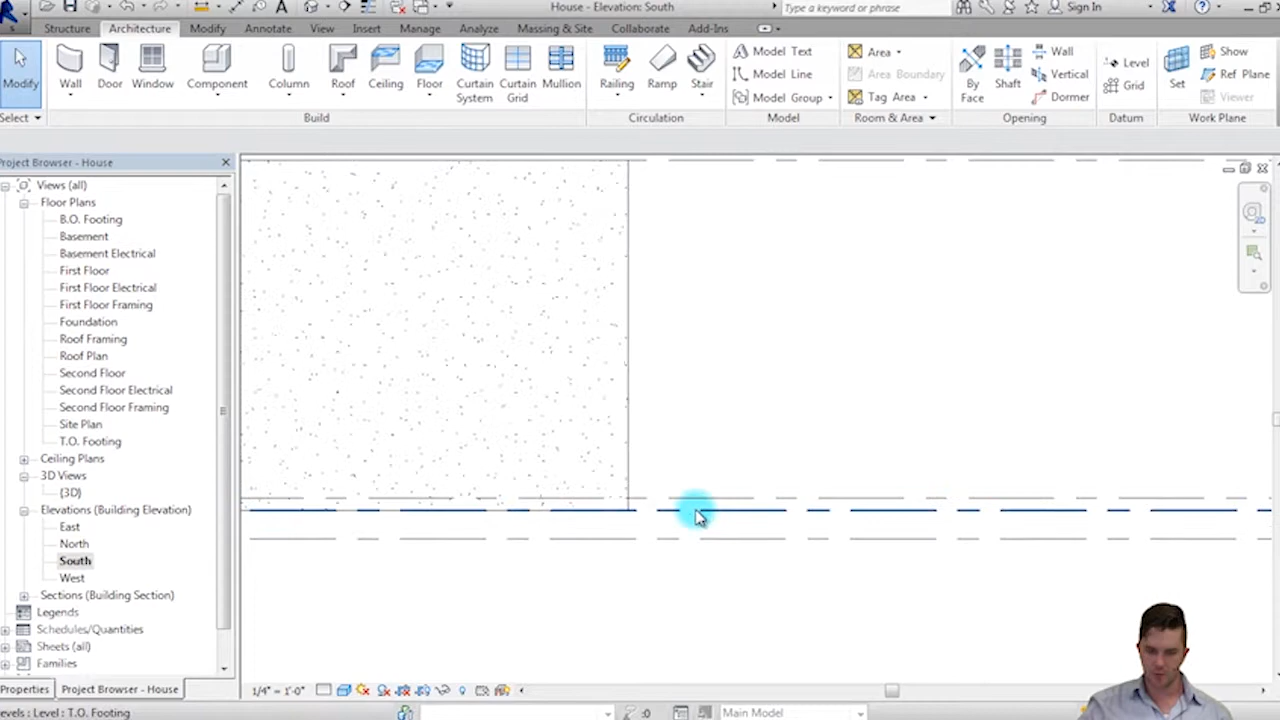 House - Elevation: South
Type a keyword or phrase
Sign In
Structure Architecture Modify Annotate View Insert Manage Analyze Massing & Site Collaborate Add-Ins
Modify
Wall
Door
Window
Component
Column
Roof
Ceiling
Floor
Curtain System
Curtain Grid
Mullion
Railing
Ramp
Stair
Model Text
Model Line
Model Group
Area
Area Boundary
Tag Area
By Face
Shaft
Wall
Vertical
Dormer
Level
Grid
Set
Show
Ref Plane
Viewer
Select Build Circulation Model Room & Area Opening Datum Work Plane
Project Browser - House
Views (all)
Floor Plans
B.O. Footing
Basement
Basement Electrical
First Floor
First Floor Electrical
First Floor Framing
Foundation
Roof Framing
Roof Plan
Second Floor
Second Floor Electrical
Second Floor Framing
Site Plan
T.O. Footing
Ceiling Plans
3D Views
{3D}
Elevations (Building Elevation)
East
North
South
West
Sections (Building Section)
Legends
Schedules/Quantities
Sheets (all)
Families
Properties Project Browser - House
1/4" = 1'-0"
evels : Level : T.O. Footing
:0
Main Model
2D